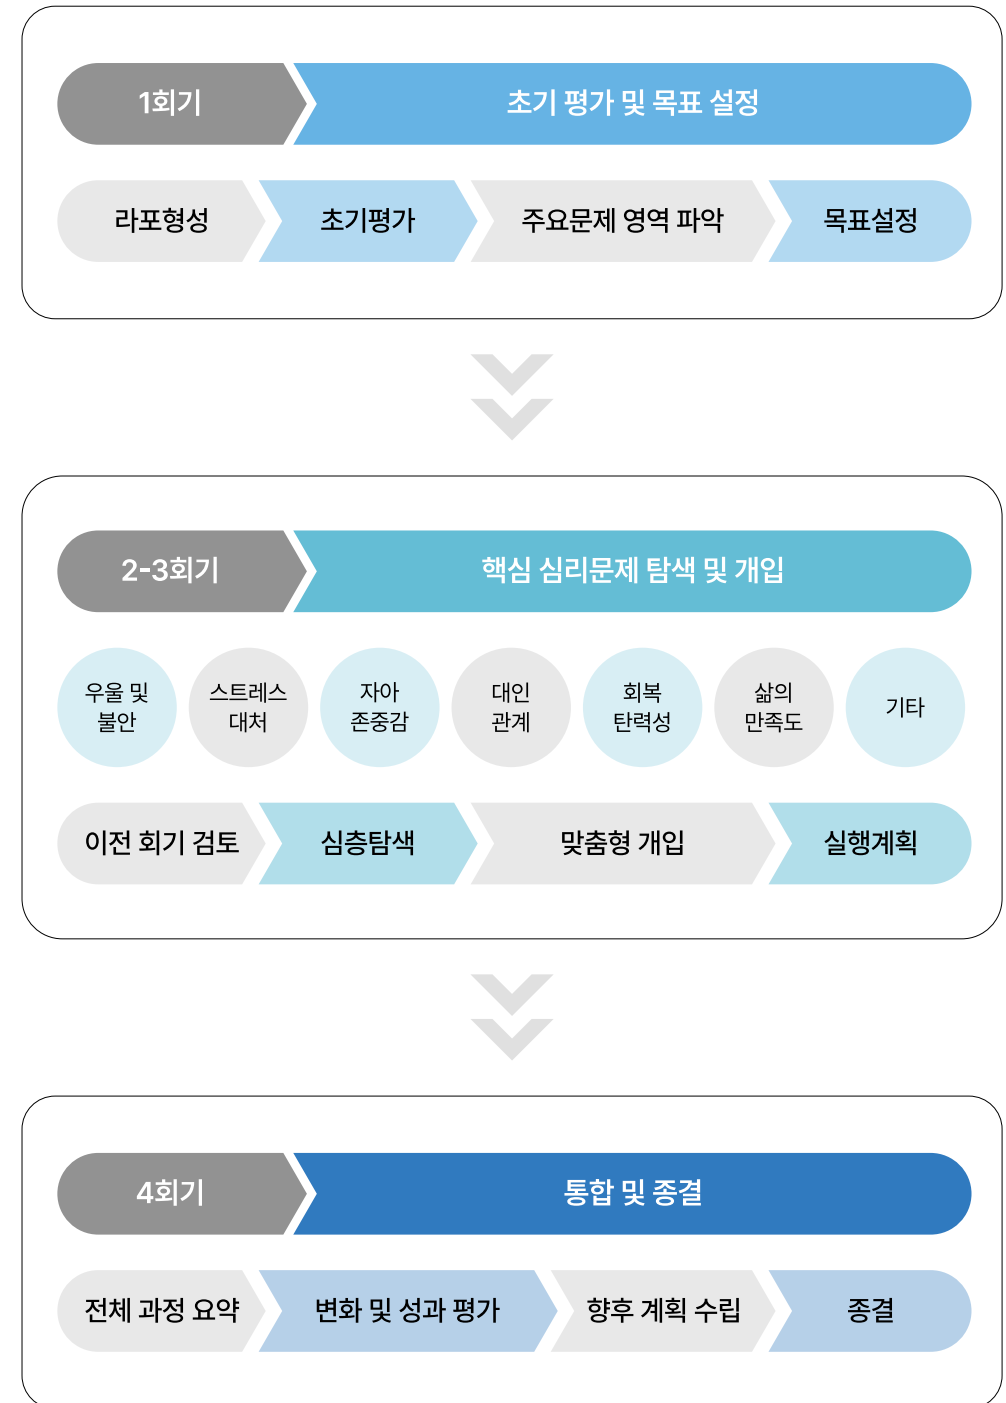 1회기
초기 평가 및 목표 설정
라포형성
초기평가
주요문제 영역 파악
목표설정
2-3회기
핵심 심리문제 탐색 및 개입
우울 및
불안
스트레스
대처
자아
존중감
대인
관계
회복
탄력성
삶의
만족도
기타
이전 회기 검토
심층탐색
맞춤형 개입
실행계획
4회기
통합 및 종결
전체 과정 요약
변화 및 성과 평가
향후 계획 수립
종결